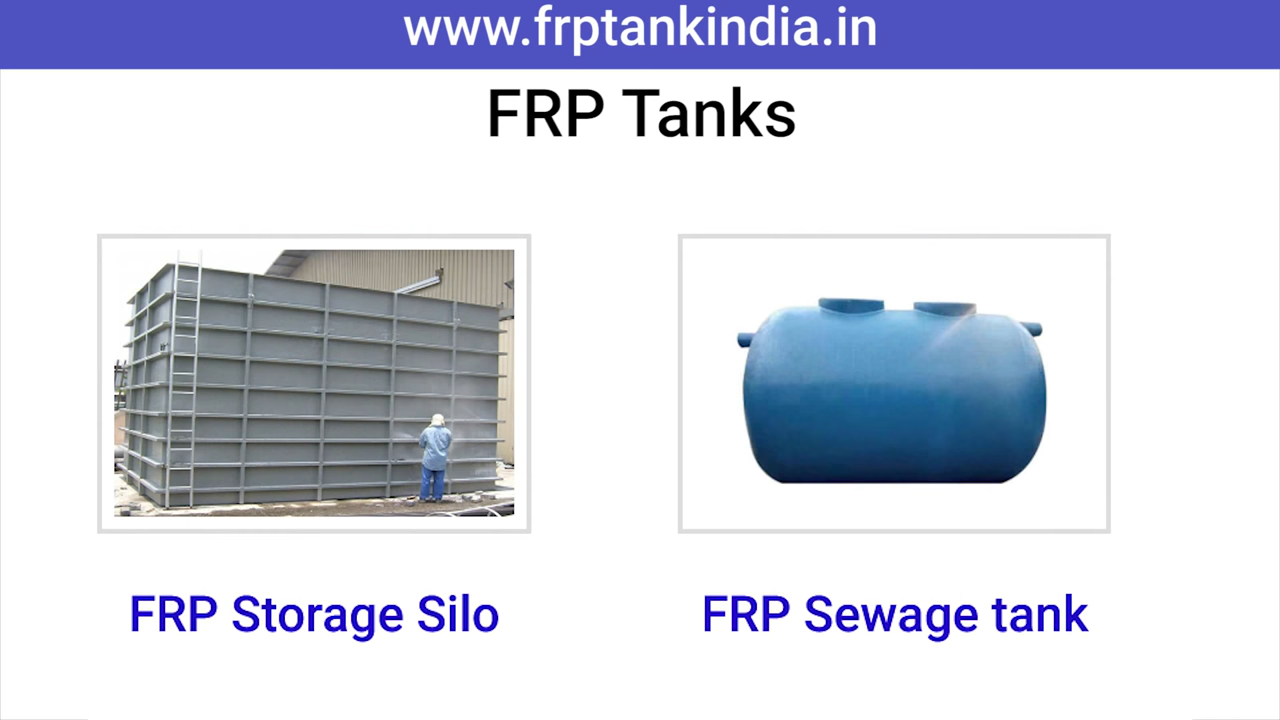 www.frptankindia.in
FRP Tanks
FRP Storage Silo
FRP Sewage tank